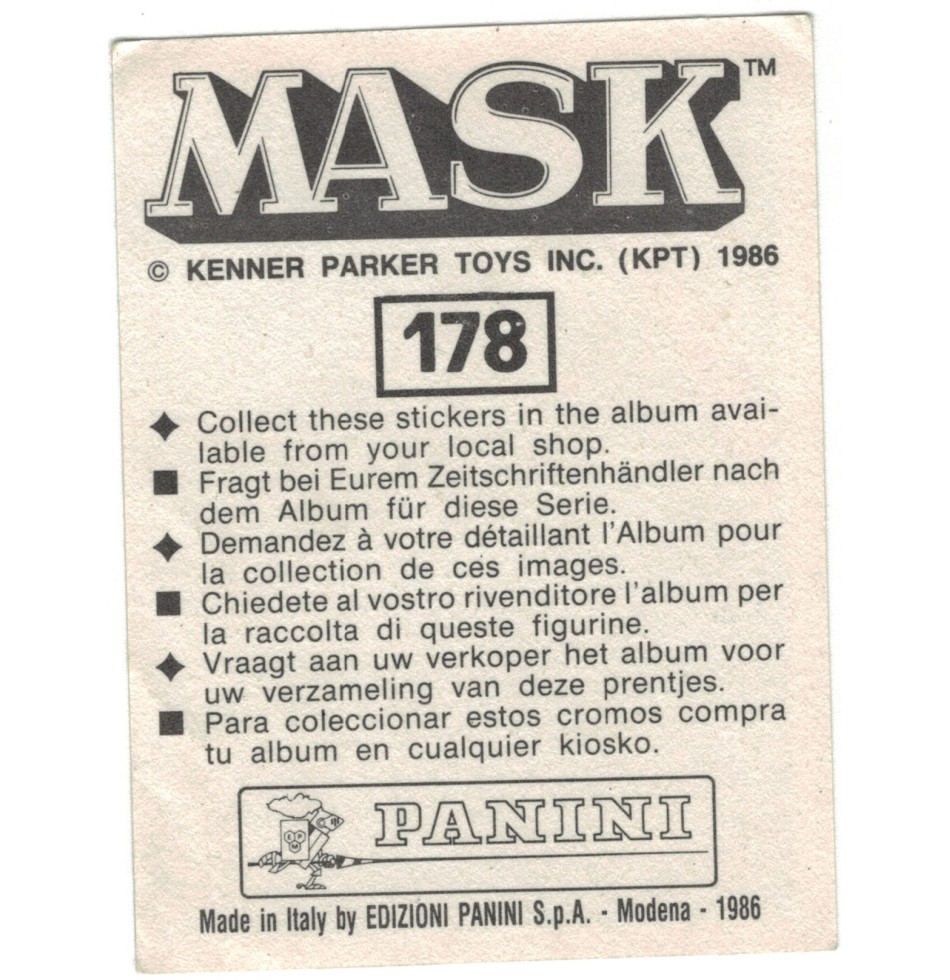 MASK™
© KENNER PARKER TOYS INC. (KPT) 1986
178
◆ Collect these stickers in the album avai-
lable from your local shop.
■ Fragt bei Eurem Zeitschriftenhändler nach
dem Album für diese Serie.
◆ Demandez à votre détaillant l'Album pour
la collection de ces images.
■ Chiedete al vostro rivenditore l'album per
la raccolta di queste figurine.
◆ Vraagt aan uw verkoper het album voor
uw verzameling van deze prentjes.
■ Para coleccionar estos cromos compra
tu album en cualquier kiosko.
PANINI
Made in Italy by EDIZIONI PANINI S.p.A. - Modena - 1986